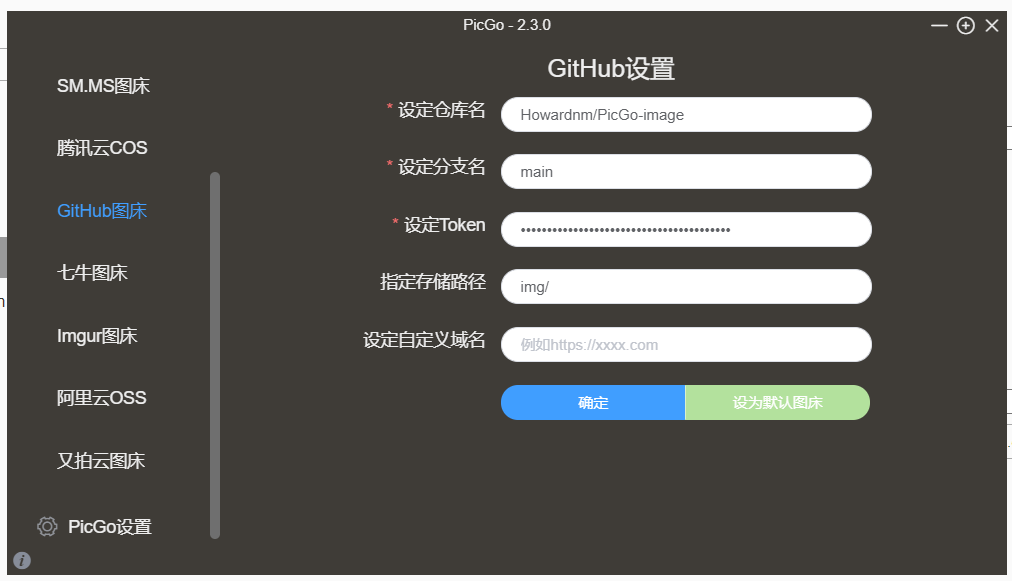 PicGo - 2.3.0
SM.MS图床
腾讯云COS
GitHub图床
七牛图床
Imgur图床
阿里云OSS
又拍云图床
PicGo设置
GitHub设置
* 设定仓库名
Howardnm/PicGo-image
* 设定分支名
main
* 设定Token
••••••••••••••••••••••••••••••••••••••••
指定存储路径
img/
设定自定义域名
例如https://xxxx.com
确定
设为默认图床